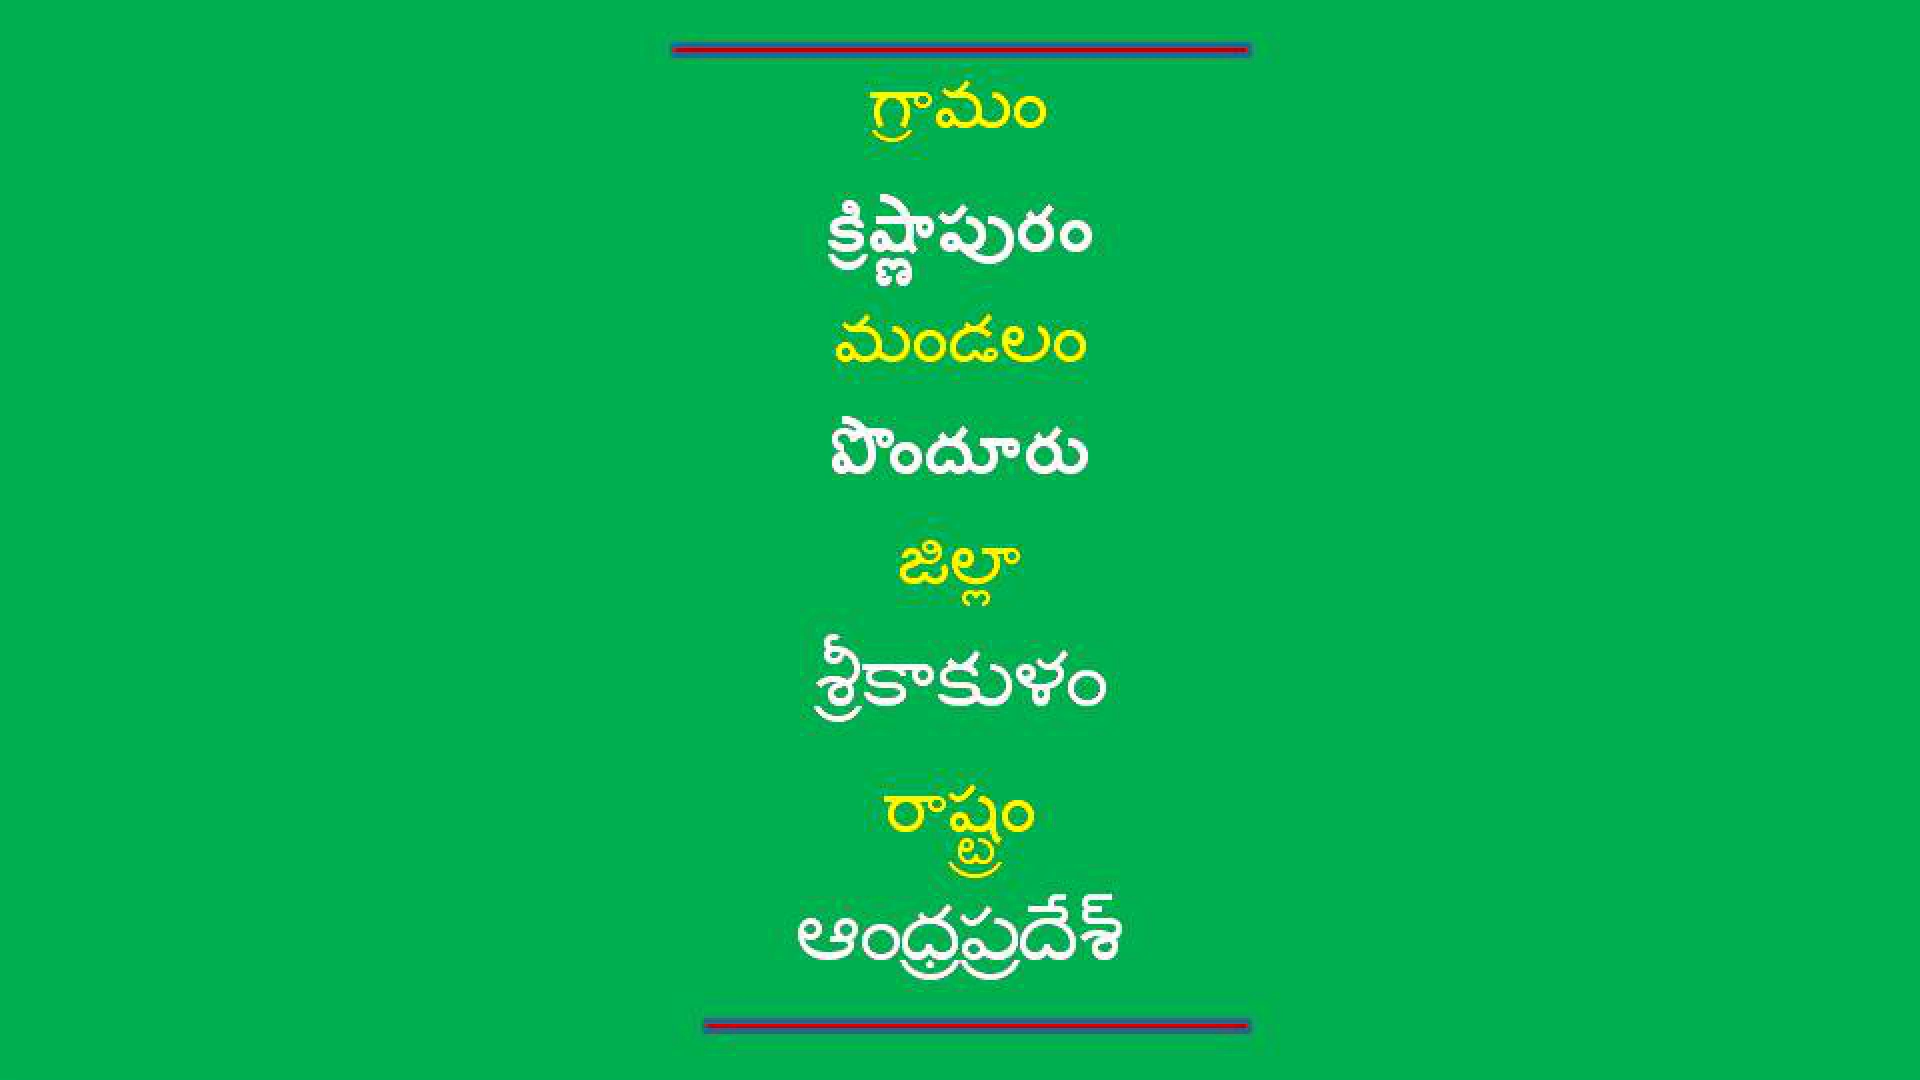 గ్రామం
క్రిష్ణాపురం
మండలం
పొందూరు
జిల్లా
శ్రీకాకుళం
రాష్ట్రం
ఆంధ్రప్రదేశ్